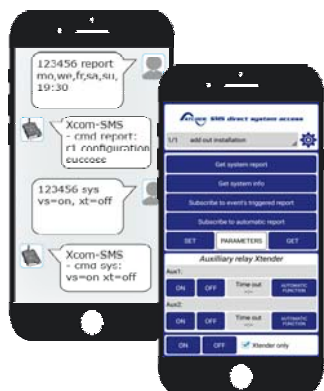 123456 report
mo,we,fr,sa,su,
19:30
Xcom-SMS
- cmd report:
r1 configuration
success
123456 sys
vs=on, xt=off
Xcom-SMS
- cmd sys:
vs=on xt=off
Xcom SMS direct system access
1/1 add out installation
Get system report
Get system info
Subscribe to event's triggered report
Subscribe to automatic report
SET PARAMETERS GET
Auxilliary relay Xtender
Aux1:
ON OFF Time out AUTOMATIC FUNCTION
Aux2:
ON OFF Time out AUTOMATIC FUNCTION
ON OFF Xtender only